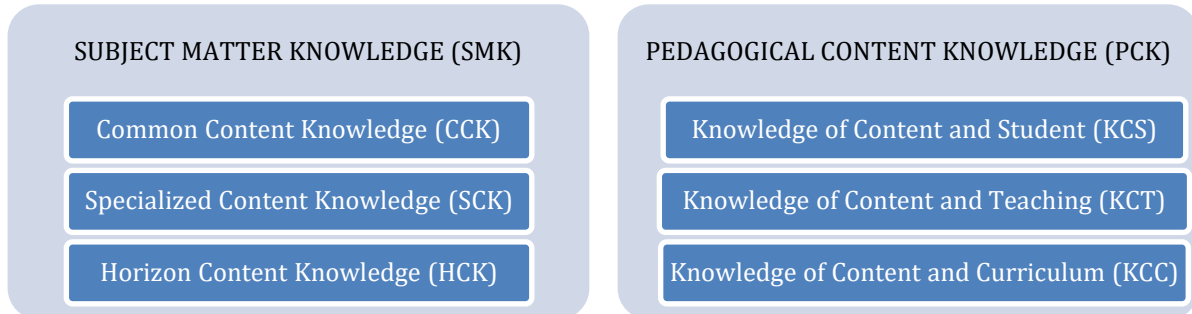 SUBJECT MATTER KNOWLEDGE (SMK)
Common Content Knowledge (CCK)
Specialized Content Knowledge (SCK)
Horizon Content Knowledge (HCK)
PEDAGOGICAL CONTENT KNOWLEDGE (PCK)
Knowledge of Content and Student (KCS)
Knowledge of Content and Teaching (KCT)
Knowledge of Content and Curriculum (KCC)